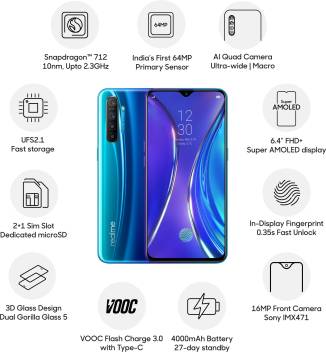 Snapdragon™ 712
10nm, Upto 2.3GHz
64MP
India's First 64MP
Primary Sensor
AI Quad Camera
Ultra-wide | Macro
UFS2.1
Fast storage
Super
AMOLED
6.4" FHD+
Super AMOLED display
12
30
2+1 Sim Slot
Dedicated microSD
realme
In-Display Fingerprint
0.35s Fast Unlock
3D Glass Design
Dual Gorilla Glass 5
VOOC
VOOC Flash Charge 3.0
with Type-C
4000mAh Battery
27-day standby
16MP Front Camera
Sony IMX471